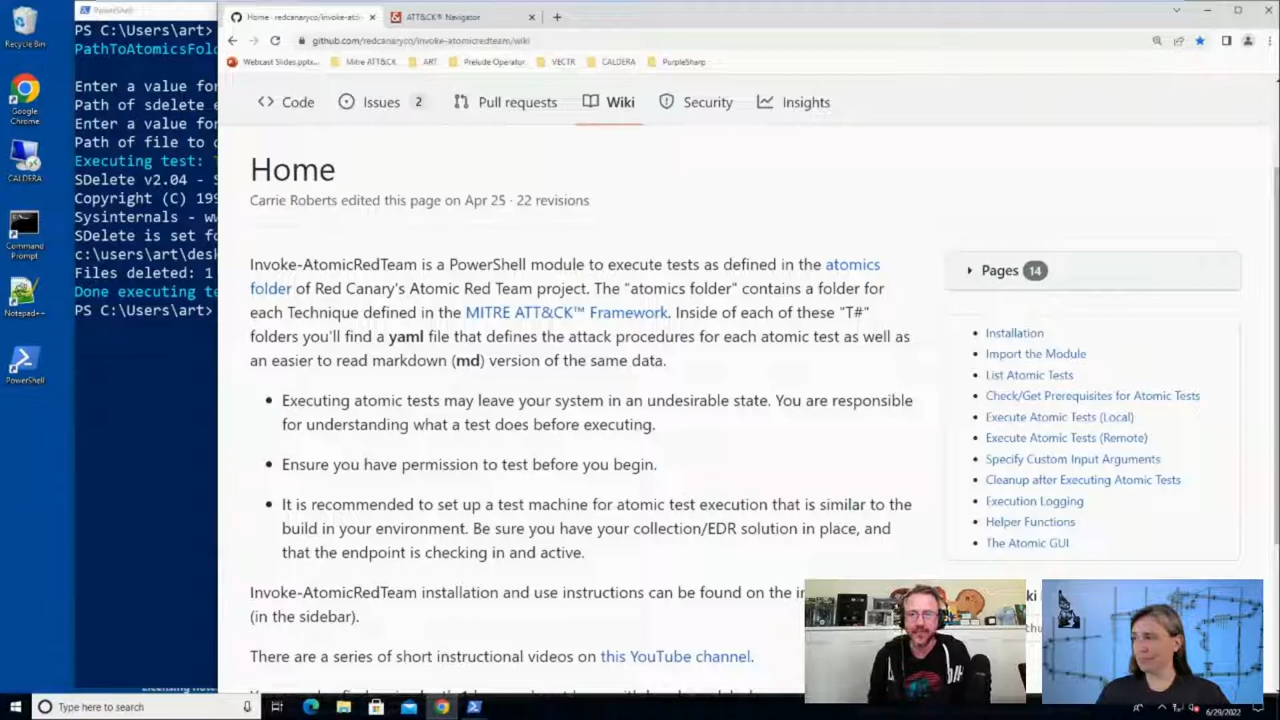 Recycle Bin
Google Chrome
CALDERA
Command Prompt
Notepad++
PowerShell
PowerShell
PS C:\Users\art>
PathToAtomicsFol
Enter a value for
Path of sdelete e
Enter a value for
Path of file to
Executing test:
SDelete v2.04 -
Copyright (C) 199
Sysinternals - ww
SDelete is set fo
c:\users\art\desk
Files deleted: 1
Done executing te
PS C:\Users\art>
Home · redcanaryco/invoke-ato
ATT&CK® Navigator
github.com/redcanaryco/invoke-atomicredteam/wiki
Webcast Slides.pptx...
Mitre ATT&CK
ART
Prelude Operator
VECTR
CALDERA
PurpleSharp
Code
Issues 2
Pull requests
Wiki
Security
Insights
Home
Carrie Roberts edited this page on Apr 25 · 22 revisions
Invoke-AtomicRedTeam is a PowerShell module to execute tests as defined in the atomics
folder of Red Canary's Atomic Red Team project. The "atomics folder" contains a folder for
each Technique defined in the MITRE ATT&CK™ Framework. Inside of each of these "T#"
folders you'll find a yaml file that defines the attack procedures for each atomic test as well as
an easier to read markdown (md) version of the same data.
• Executing atomic tests may leave your system in an undesirable state. You are responsible
for understanding what a test does before executing.
• Ensure you have permission to test before you begin.
• It is recommended to set up a test machine for atomic test execution that is similar to the
build in your environment. Be sure you have your collection/EDR solution in place, and
that the endpoint is checking in and active.
Invoke-AtomicRedTeam installation and use instructions can be found on the
(in the sidebar).
There are a series of short instructional videos on this YouTube channel.
Pages 14
• Installation
• Import the Module
• List Atomic Tests
• Check/Get Prerequisites for Atomic Tests
• Execute Atomic Tests (Local)
• Execute Atomic Tests (Remote)
• Specify Custom Input Arguments
• Cleanup after Executing Atomic Tests
• Execution Logging
• Helper Functions
• The Atomic GUI
Type here to search
6/29/2022